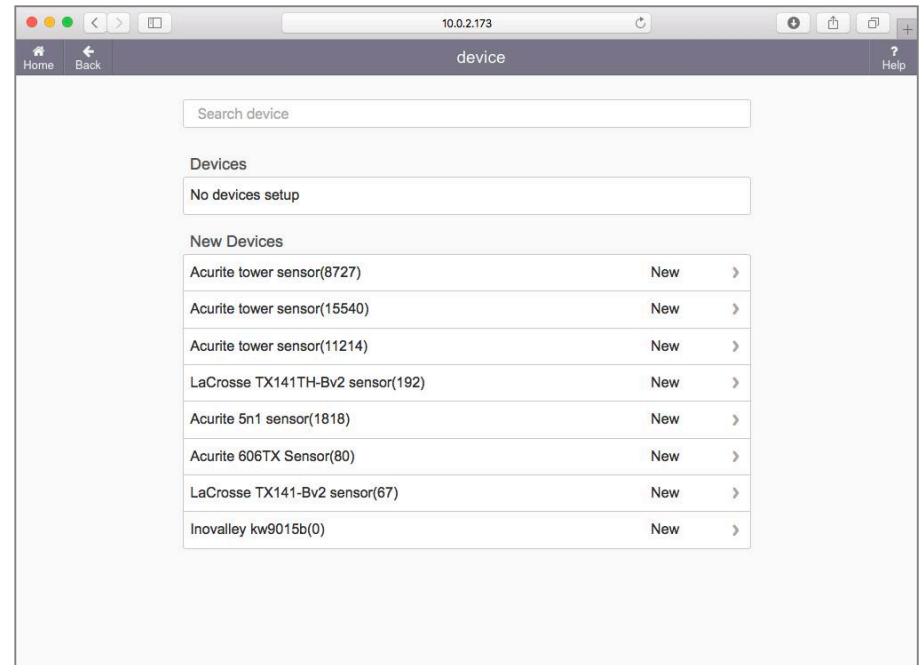 10.0.2.173
Home Back device ? Help
Search device
Devices
No devices setup
New Devices
Acurite tower sensor(8727) New
Acurite tower sensor(15540) New
Acurite tower sensor(11214) New
LaCrosse TX141TH-Bv2 sensor(192) New
Acurite 5n1 sensor(1818) New
Acurite 606TX Sensor(80) New
LaCrosse TX141-Bv2 sensor(67) New
Inovalley kw9015b(0) New